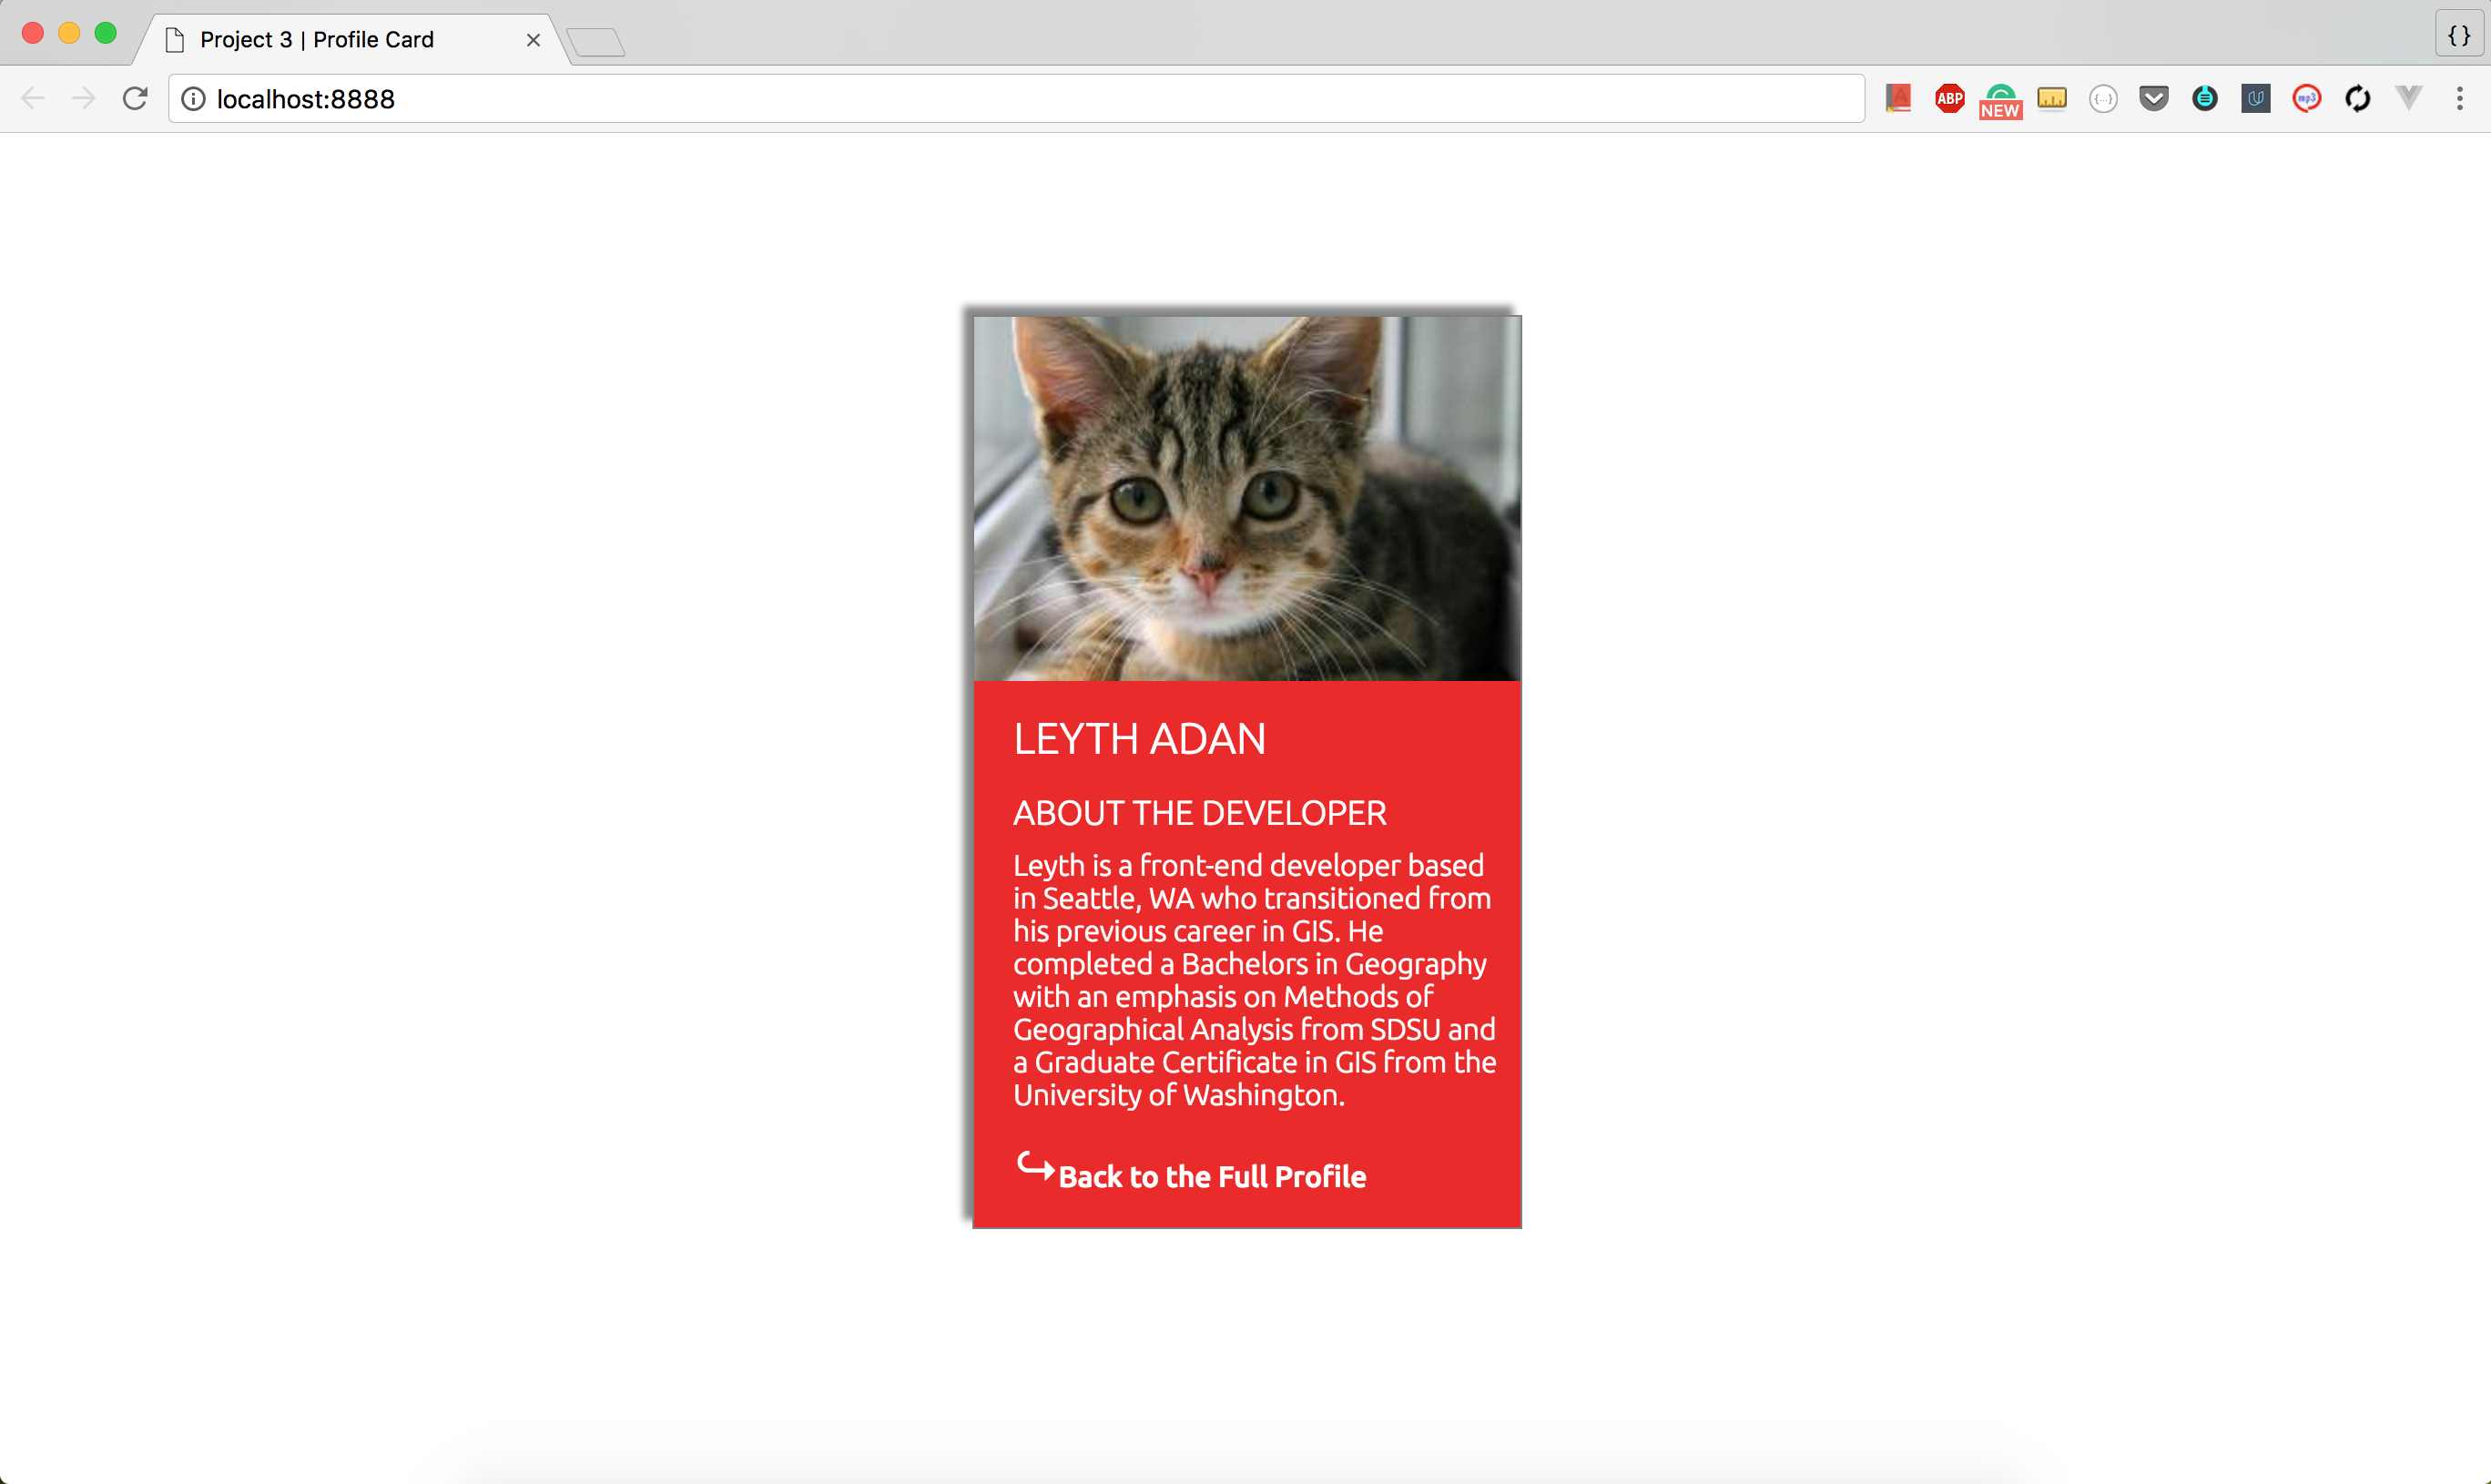 Project 3 | Profile Card
{}
localhost:8888
A
ABP
NEW
{...}
mp3
LEYTH ADAN
ABOUT THE DEVELOPER
Leyth is a front-end developer based
in Seattle, WA who transitioned from
his previous career in GIS. He
completed a Bachelors in Geography
with an emphasis on Methods of
Geographical Analysis from SDSU and
a Graduate Certificate in GIS from the
University of Washington.
Back to the Full Profile